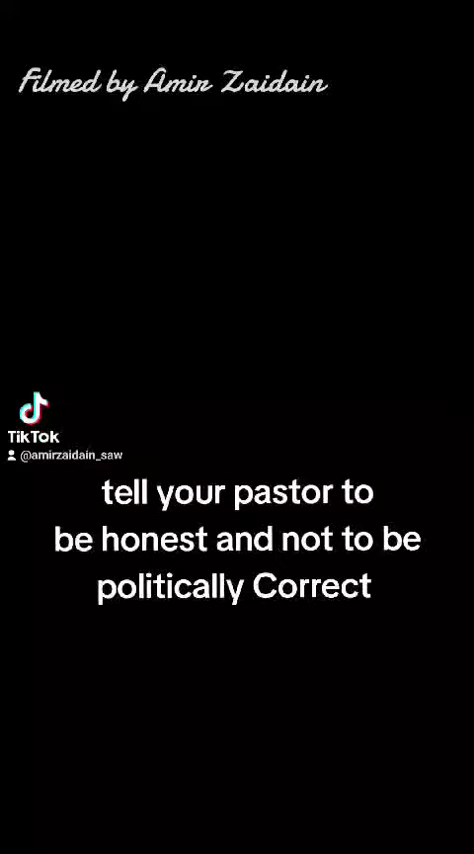 Filmed by Amir Zaidain
TikTok
@amirzaidain_saw
tell your pastor to
be honest and not to be
politically Correct